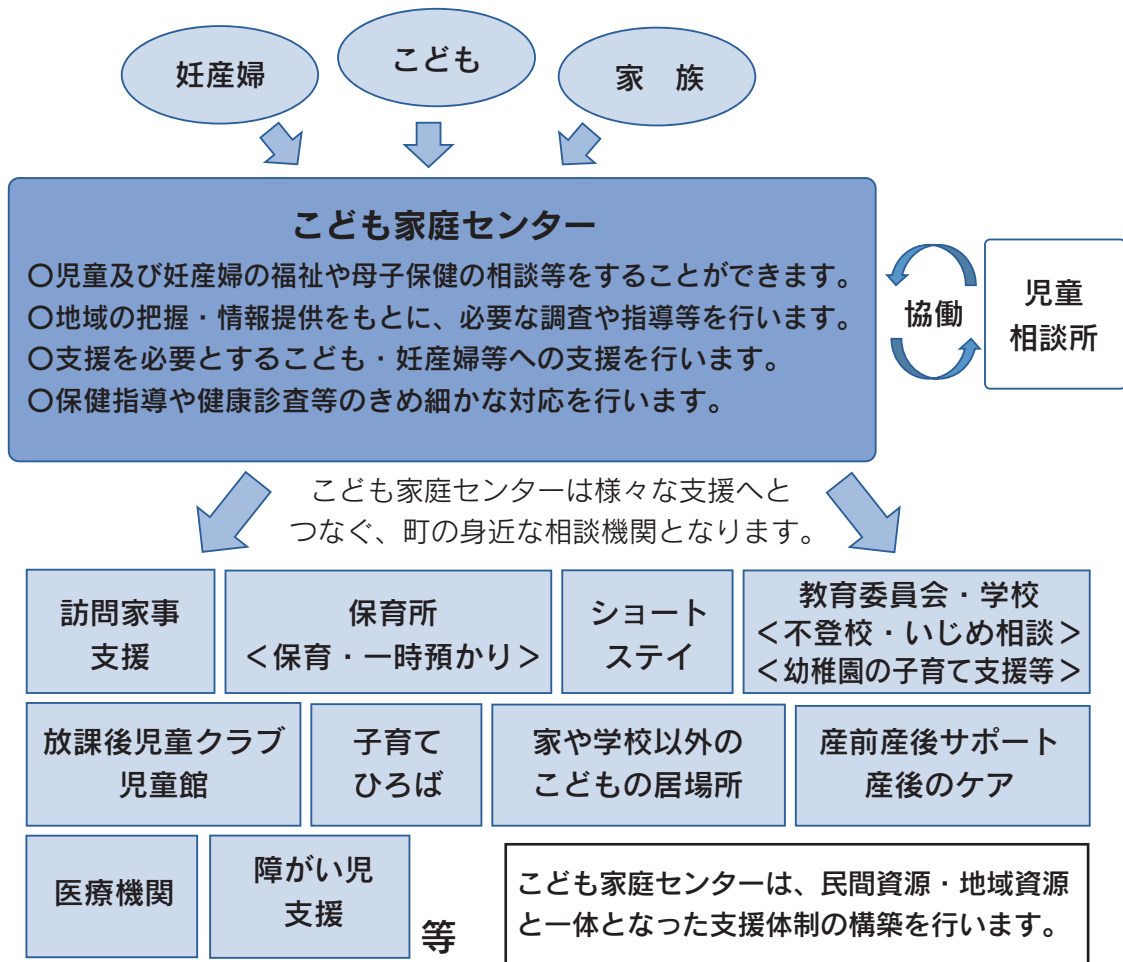 妊産婦
こども
家　族
こども家庭センター
〇児童及び妊産婦の福祉や母子保健の相談等をすることができます。
〇地域の把握・情報提供をもとに、必要な調査や指導等を行います。
〇支援を必要とするこども・妊産婦等への支援を行います。
〇保健指導や健康診査等のきめ細かな対応を行います。
協働
児童
相談所
こども家庭センターは様々な支援へと
つなぐ、町の身近な相談機関となります。
訪問家事
支援
保育所
＜保育・一時預かり＞
ショート
ステイ
教育委員会・学校
＜不登校・いじめ相談＞
＜幼稚園の子育て支援等＞
放課後児童クラブ
児童館
子育て
ひろば
家や学校以外の
こどもの居場所
産前産後サポート
産後のケア
医療機関
障がい児
支援
等
こども家庭センターは、民間資源・地域資源
と一体となった支援体制の構築を行います。